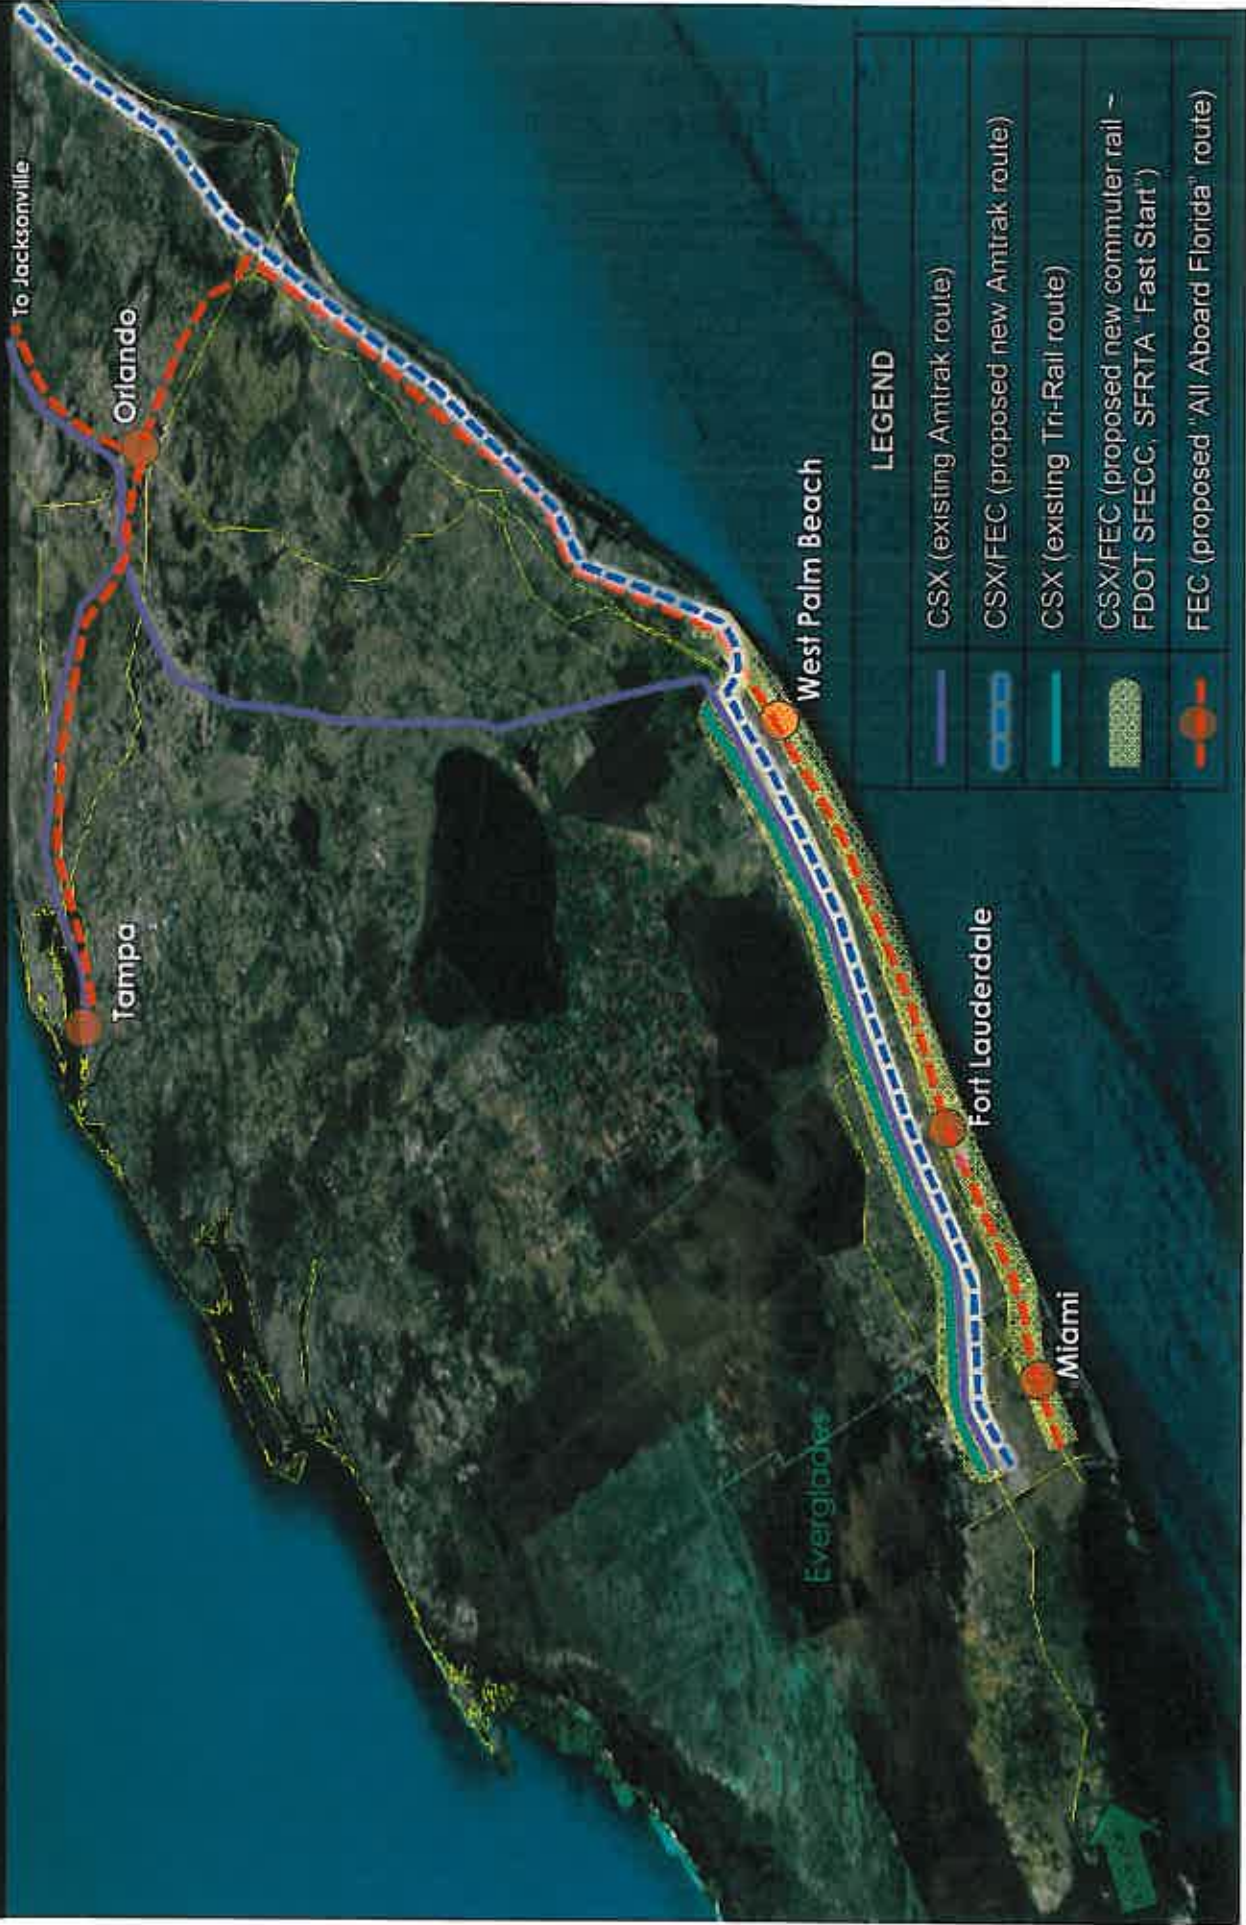 To Jacksonville
Orlando
Tampa
West Palm Beach
Fort Lauderdale
Miami
Everglades
LEGEND
CSX (existing Amtrak route)
CSX/FEC (proposed new Amtrak route)
CSX (existing Tri-Rail route)
CSX/FEC (proposed new commuter rail ~
FDOT SFECC, SFRTA "Fast Start")
FEC (proposed "All Aboard Florida" route)